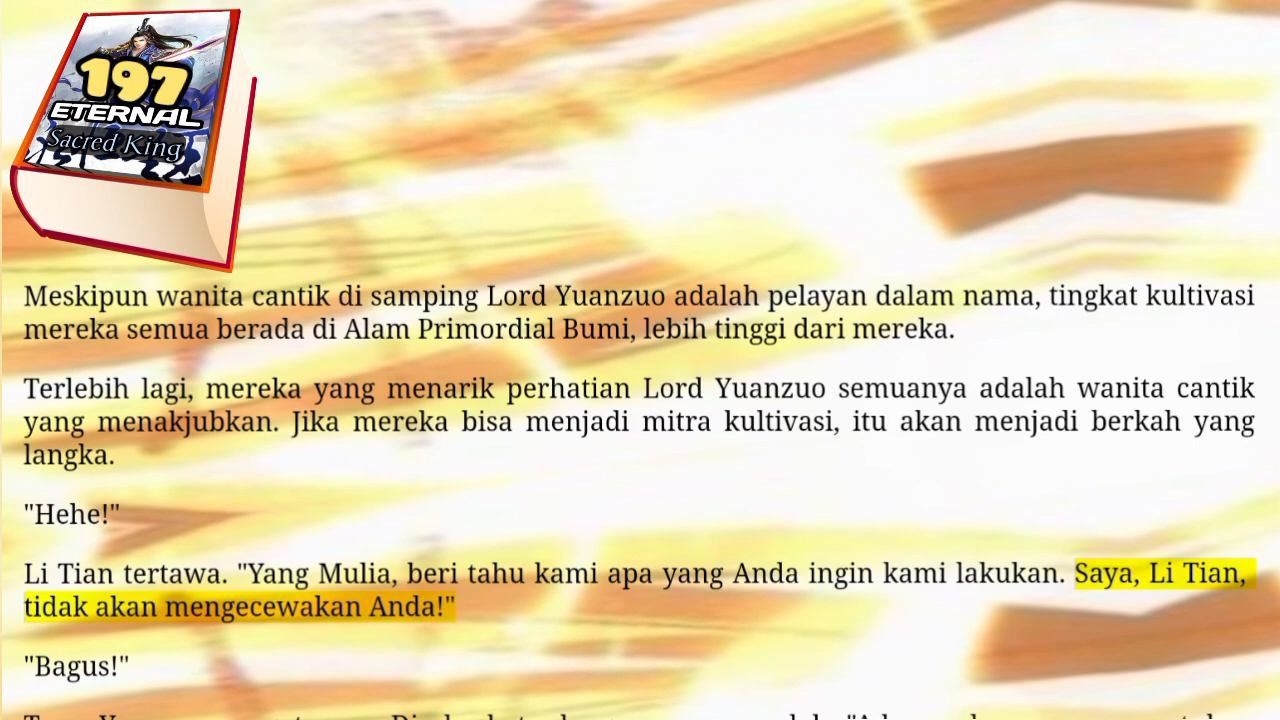 197
ETERNAL
Sacred King
Meskipun wanita cantik di samping Lord Yuanzuo adalah pelayan dalam nama, tingkat kultivasi
mereka semua berada di Alam Primordial Bumi, lebih tinggi dari mereka.
Terlebih lagi, mereka yang menarik perhatian Lord Yuanzuo semuanya adalah wanita cantik
yang menakjubkan. Jika mereka bisa menjadi mitra kultivasi, itu akan menjadi berkah yang
langka.
"Hehe!"
Li Tian tertawa. "Yang Mulia, beri tahu kami apa yang Anda ingin kami lakukan. Saya, Li Tian,
tidak akan mengecewakan Anda!"
"Bagus!"